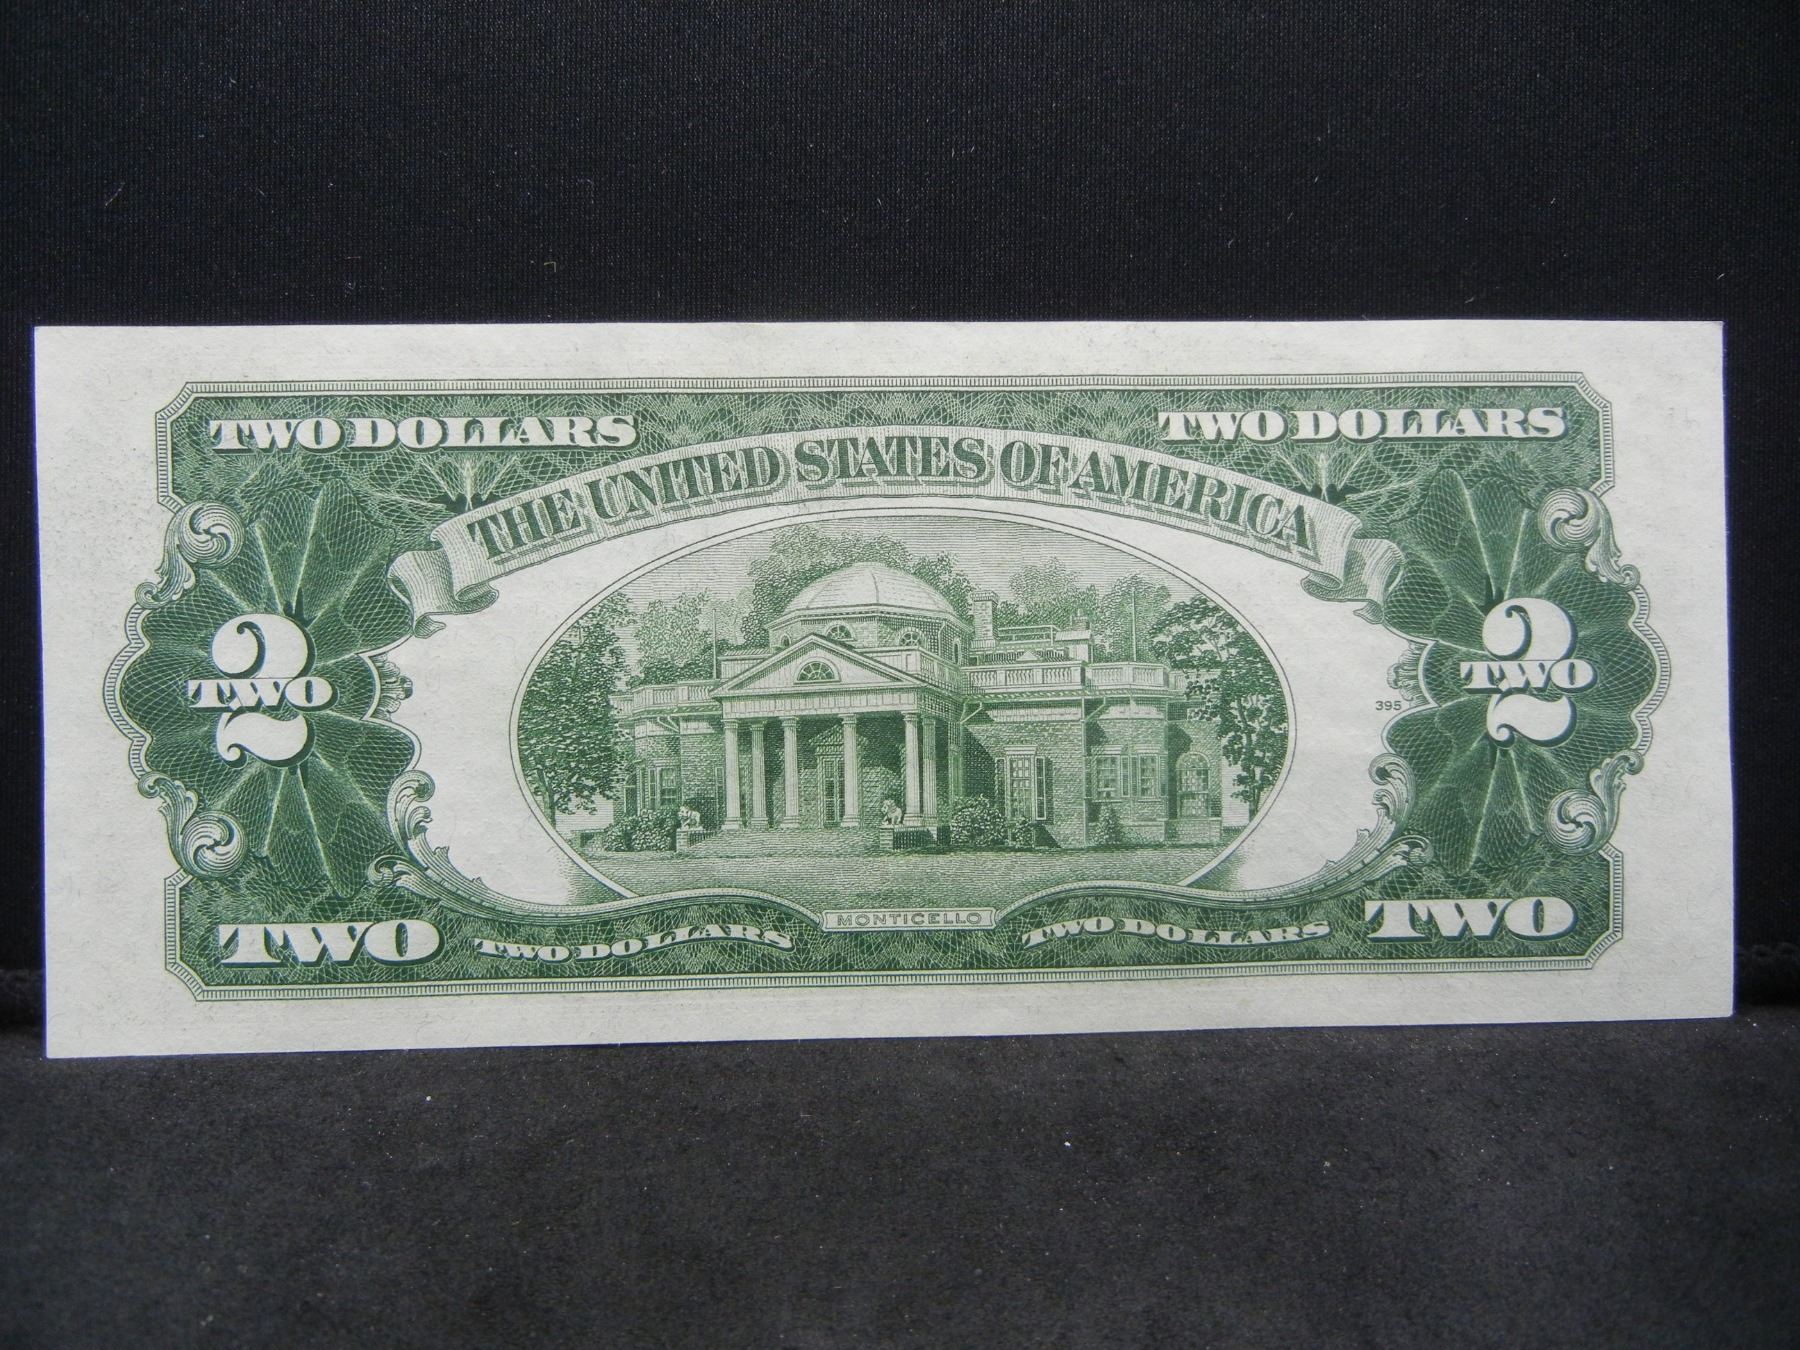 TWO DOLLARS TWO DOLLARS
THE UNITED STATES OF AMERICA
2 TWO
2 TWO
395
MONTICELLO
TWO TWO DOLLARS TWO DOLLARS TWO